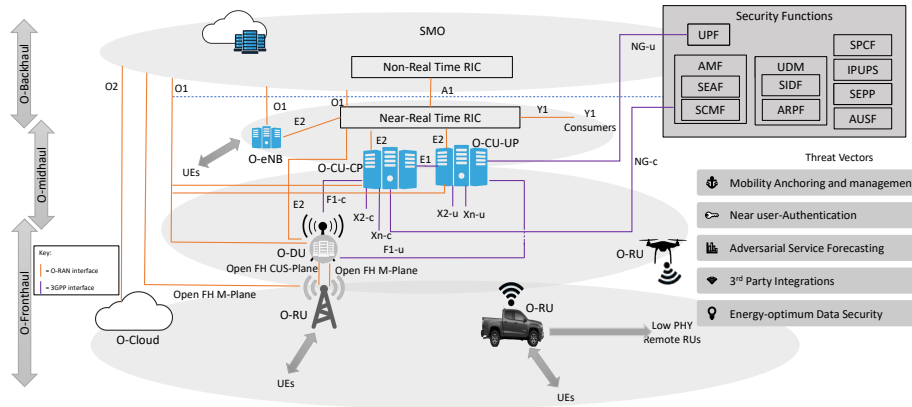 SMO
Security Functions
UPF
SPCF
AMF
UDM
IPUPS
SEAF
SIDF
SEPP
SCMF
ARPF
AUSF
NG-u
NG-c
O-Backhaul
O-midhaul
O-Fronthaul
Non-Real Time RIC
A1
O2
O1
O1
O1
Near-Real Time RIC
Y1
Y1
Consumers
E2
E2
E2
O-eNB
UEs
O-CU-CP
E1
O-CU-UP
F1-c
X2-c
Xn-c
X2-u
Xn-u
E2
F1-u
O-DU
Open FH CUS-Plane
Open FH M-Plane
Open FH M-Plane
Key:
= O-RAN interface
= 3GPP interface
O-Cloud
O-RU
O-RU
O-RU
Low PHY
Remote RUs
UEs
UEs
Threat Vectors
Mobility Anchoring and management
Near user-Authentication
Adversarial Service Forecasting
3rd Party Integrations
Energy-optimum Data Security